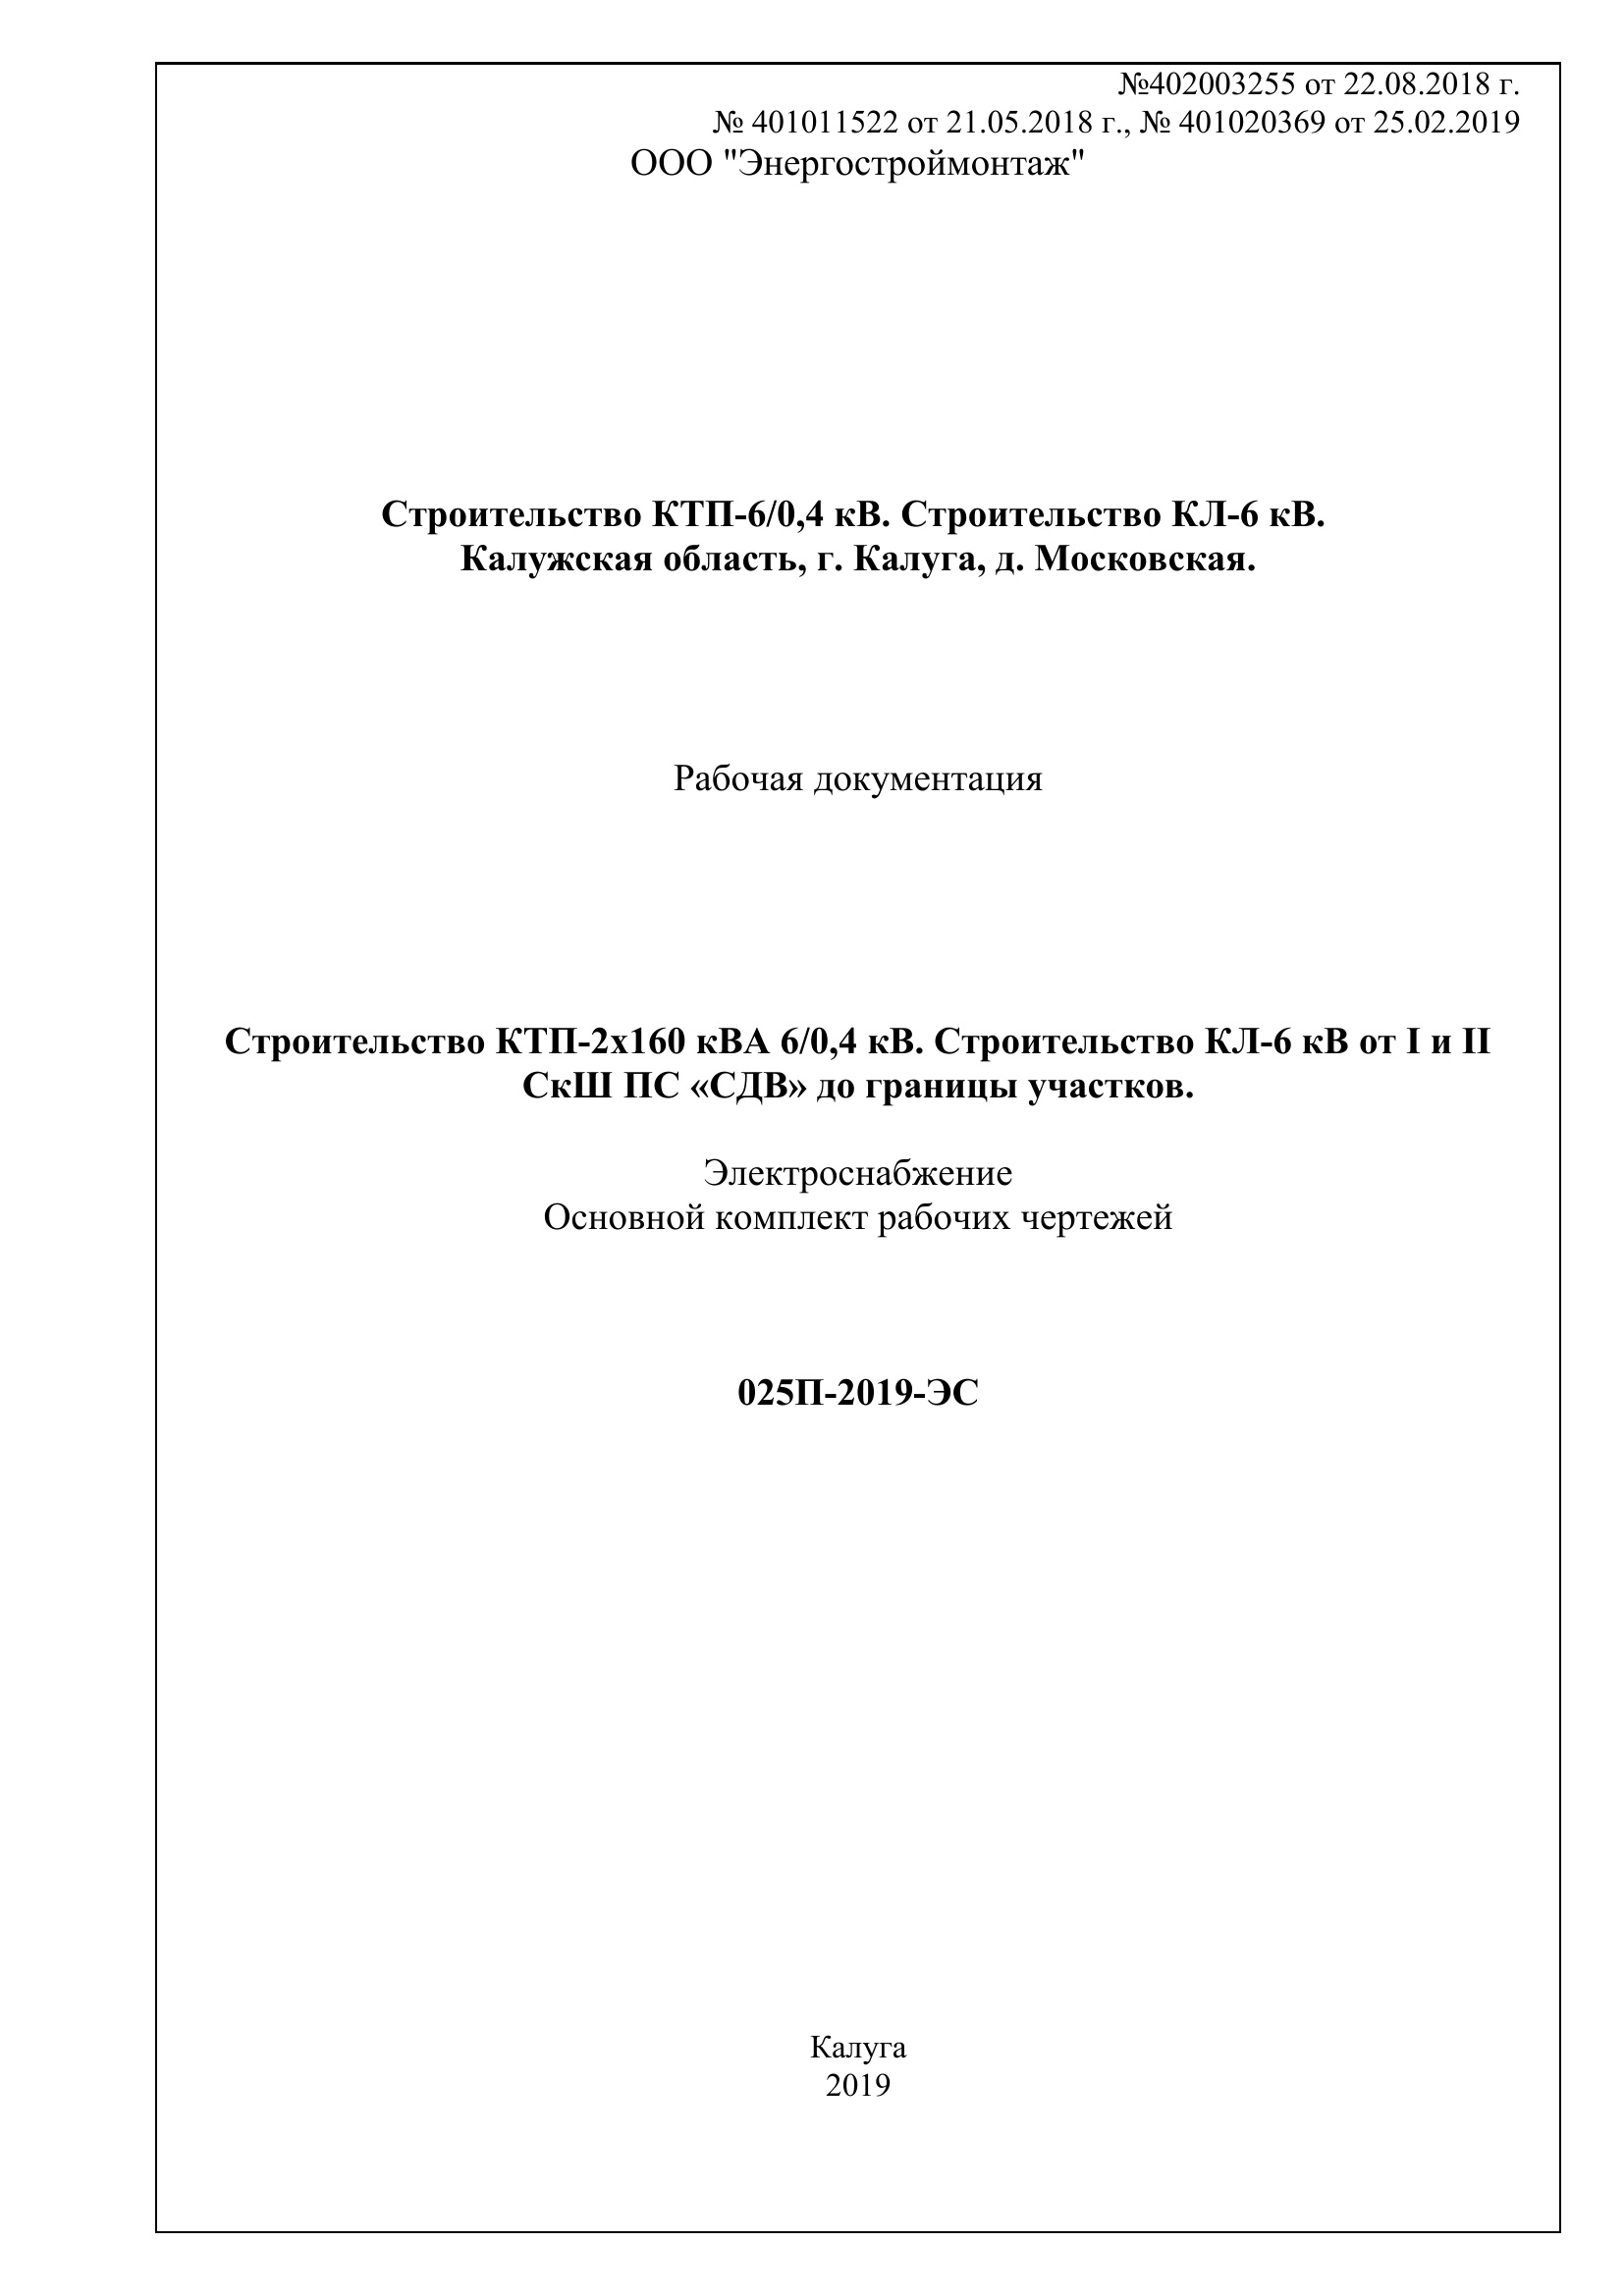 №402003255 от 22.08.2018 г.
№ 401011522 от 21.05.2018 г., № 401020369 от 25.02.2019
ООО "Энергостроймонтаж"
Строительство КТП-6/0,4 кВ. Строительство КЛ-6 кВ.
Калужская область, г. Калуга, д. Московская.
Рабочая документация
Строительство КТП-2х160 кВА 6/0,4 кВ. Строительство КЛ-6 кВ от I и II
СкШ ПС «СДВ» до границы участков.
Электроснабжение
Основной комплект рабочих чертежей
025П-2019-ЭС
Калуга
2019